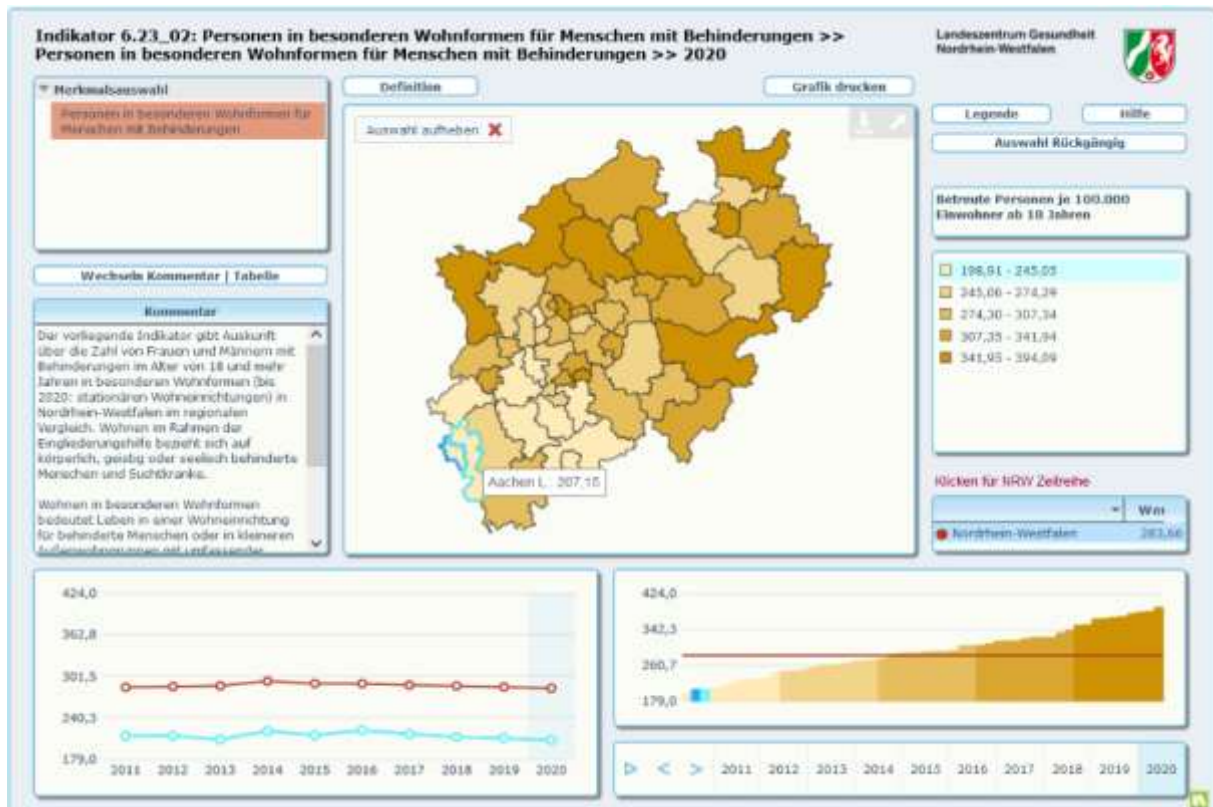 Indikator 6.23_02: Personen in besonderen Wohnformen für Menschen mit Behinderungen >>
Personen in besonderen Wohnformen für Menschen mit Behinderungen >> 2020
Landeszentrum Gesundheit
Nordrhein-Westfalen
Merkmalsauswahl
Personen in besonderen Wohnformen für
Menschen mit Behinderungen
Definition
Grafik drucken
Auswahl aufheben
Legende
Hilfe
Auswahl Rückgängig
Betreute Personen je 100.000
Einwohner ab 18 Jahren
198,91 - 245,05
245,06 - 274,29
274,30 - 307,34
307,35 - 341,94
341,95 - 394,09
Wechseln Kommentar | Tabelle
Kommentar
Der vorliegende Indikator gibt Auskunft
über die Zahl von Frauen und Männern mit
Behinderungen im Alter von 18 und mehr
Jahren in besonderen Wohnformen (bis
2020: stationären Wohneinrichtungen) in
Nordrhein-Westfalen im regionalen
Vergleich. Wohnen im Rahmen der
Eingliederungshilfe bezieht sich auf
körperlich, geistig oder seelisch behinderte
Menschen und Suchtkranke.
Wohnen in besonderen Wohnformen
bedeutet Leben in einer Wohneinrichtung
für behinderte Menschen oder in kleineren
Außenwohngruppen mit umfassender
Aachen L.: 207,15
Klicken für NRW Zeitreihe
Wert
Nordrhein-Westfalen 283,66
424,0
362,8
301,5
240,3
179,0
2011 2012 2013 2014 2015 2016 2017 2018 2019 2020
424,0
342,3
260,7
179,0
2011 2012 2013 2014 2015 2016 2017 2018 2019 2020